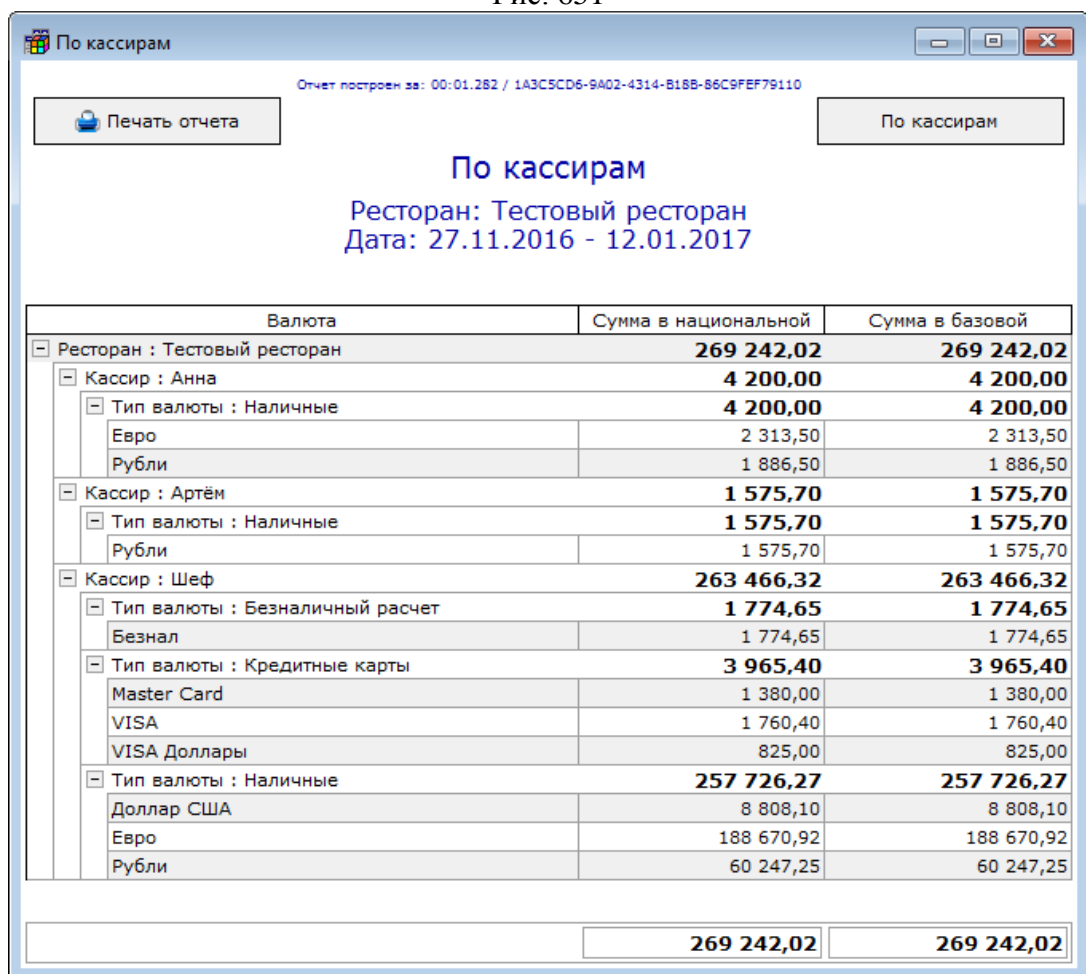 По кассирам
Отчет построен за: 00:01.282 / 1A3C5CD6-9A02-4314-B18B-86C9FEF79110
Печать отчета По кассирам
По кассирам
Ресторан: Тестовый ресторан
Дата: 27.11.2016 - 12.01.2017
Валюта Сумма в национальной Сумма в базовой
Ресторан : Тестовый ресторан 269 242,02 269 242,02
Кассир : Анна 4 200,00 4 200,00
Тип валюты : Наличные 4 200,00 4 200,00
Евро 2 313,50 2 313,50
Рубли 1 886,50 1 886,50
Кассир : Артём 1 575,70 1 575,70
Тип валюты : Наличные 1 575,70 1 575,70
Рубли 1 575,70 1 575,70
Кассир : Шеф 263 466,32 263 466,32
Тип валюты : Безналичный расчет 1 774,65 1 774,65
Безнал 1 774,65 1 774,65
Тип валюты : Кредитные карты 3 965,40 3 965,40
Master Card 1 380,00 1 380,00
VISA 1 760,40 1 760,40
VISA Доллары 825,00 825,00
Тип валюты : Наличные 257 726,27 257 726,27
Доллар США 8 808,10 8 808,10
Евро 188 670,92 188 670,92
Рубли 60 247,25 60 247,25
269 242,02 269 242,02